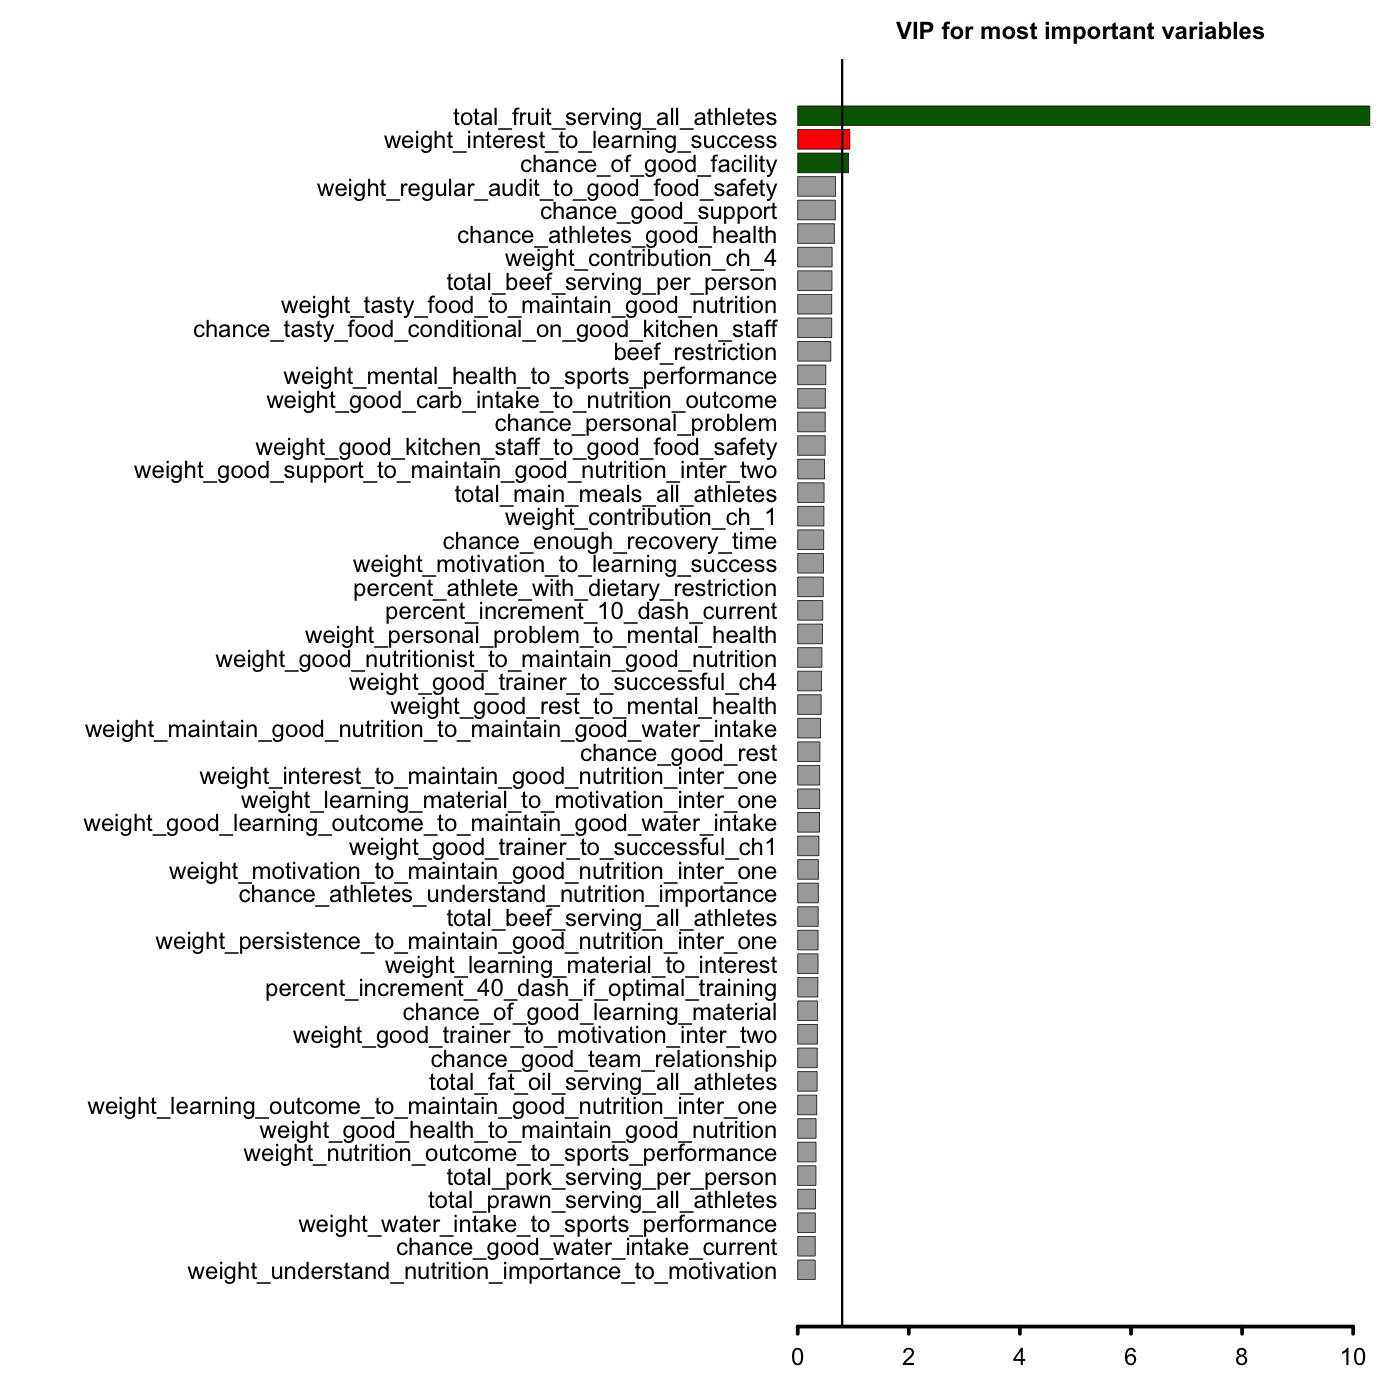 VIP for most important variables
total_fruit_serving_all_athletes
weight_interest_to_learning_success
chance_of_good_facility
weight_regular_audit_to_good_food_safety
chance_good_support
chance_athletes_good_health
weight_contribution_ch_4
total_beef_serving_per_person
weight_tasty_food_to_maintain_good_nutrition
chance_tasty_food_conditional_on_good_kitchen_staff
beef_restriction
weight_mental_health_to_sports_performance
weight_good_carb_intake_to_nutrition_outcome
chance_personal_problem
weight_good_kitchen_staff_to_good_food_safety
weight_good_support_to_maintain_good_nutrition_inter_two
total_main_meals_all_athletes
weight_contribution_ch_1
chance_enough_recovery_time
weight_motivation_to_learning_success
percent_athlete_with_dietary_restriction
percent_increment_10_dash_current
weight_personal_problem_to_mental_health
weight_good_nutritionist_to_maintain_good_nutrition
weight_good_trainer_to_successful_ch4
weight_good_rest_to_mental_health
weight_maintain_good_nutrition_to_maintain_good_water_intake
chance_good_rest
weight_interest_to_maintain_good_nutrition_inter_one
weight_learning_material_to_motivation_inter_one
weight_good_learning_outcome_to_maintain_good_water_intake
weight_good_trainer_to_successful_ch1
weight_motivation_to_maintain_good_nutrition_inter_one
chance_athletes_understand_nutrition_importance
total_beef_serving_all_athletes
weight_persistence_to_maintain_good_nutrition_inter_one
weight_learning_material_to_interest
percent_increment_40_dash_if_optimal_training
chance_of_good_learning_material
weight_good_trainer_to_motivation_inter_two
chance_good_team_relationship
total_fat_oil_serving_all_athletes
weight_learning_outcome_to_maintain_good_nutrition_inter_one
weight_good_health_to_maintain_good_nutrition
weight_nutrition_outcome_to_sports_performance
total_pork_serving_per_person
total_prawn_serving_all_athletes
weight_water_intake_to_sports_performance
chance_good_water_intake_current
weight_understand_nutrition_importance_to_motivation
0 2 4 6 8 10